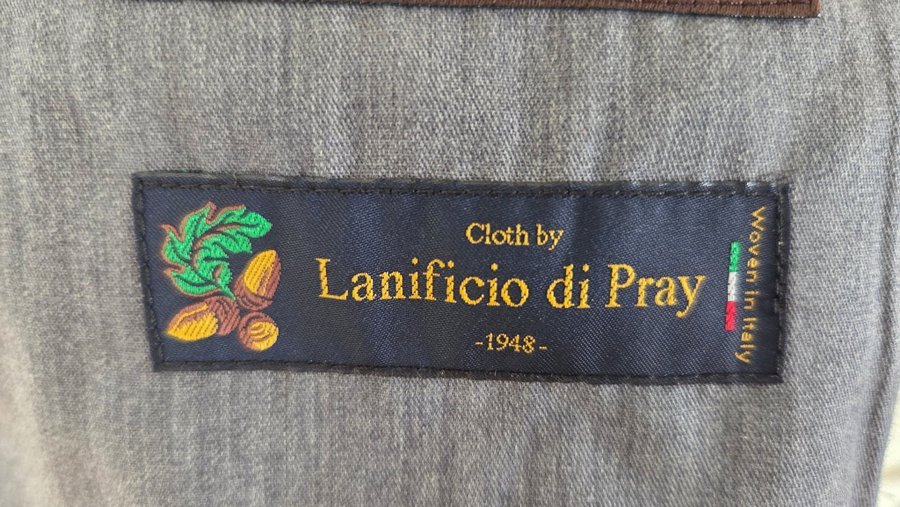 Cloth by
Lanificio di Pray
-1948-
Woven in Italy